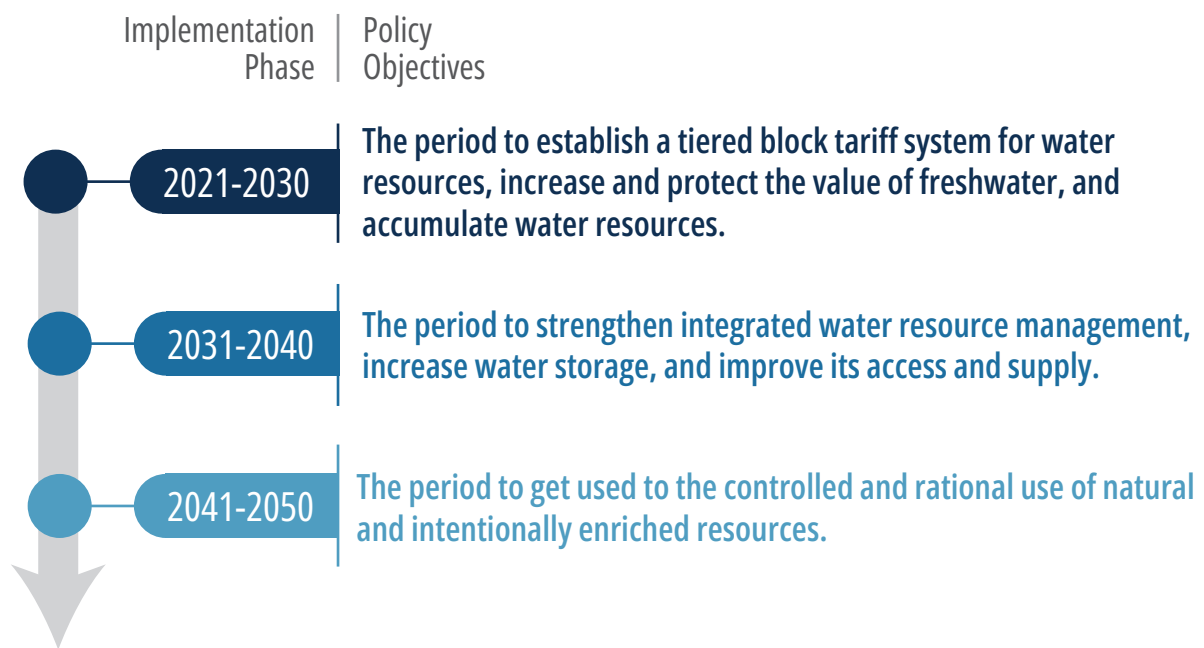 Implementation
Phase
Policy
Objectives
2021-2030
The period to establish a tiered block tariff system for water
resources, increase and protect the value of freshwater, and
accumulate water resources.
2031-2040
The period to strengthen integrated water resource management,
increase water storage, and improve its access and supply.
2041-2050
The period to get used to the controlled and rational use of natural
and intentionally enriched resources.